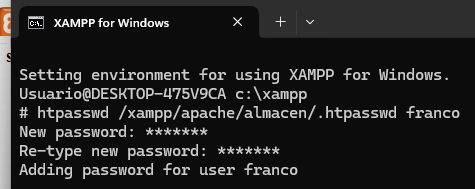 XAMPP for Windows
Setting environment for using XAMPP for Windows.
Usuario@DESKTOP-475V9CA c:\xampp
# htpasswd /xampp/apache/almacen/.htpasswd franco
New password: *******
Re-type new password: *******
Adding password for user franco